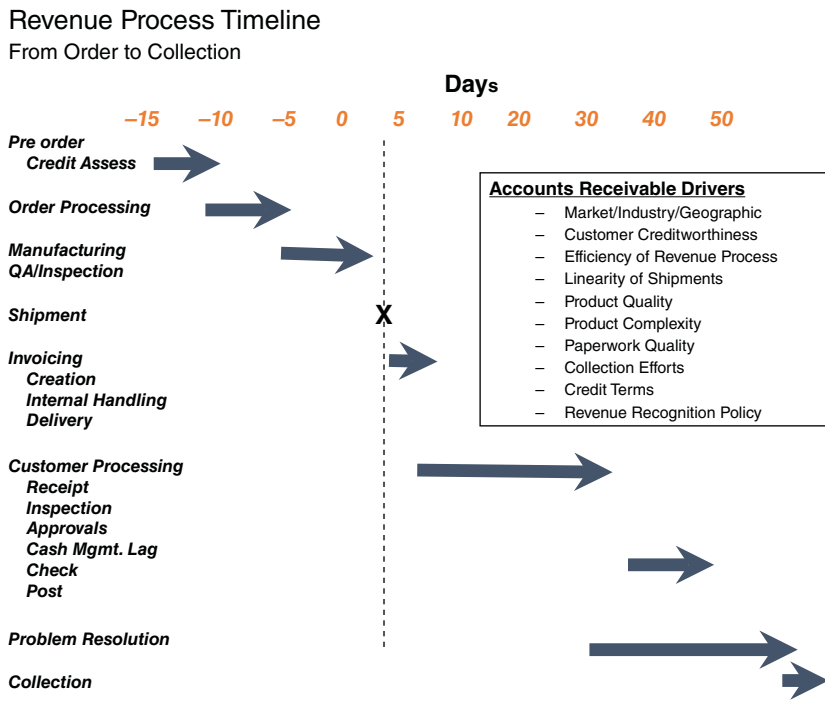 Revenue Process Timeline
From Order to Collection
Days
–15 –10 –5 0 5 10 20 30 40 50
Pre order
Credit Assess
Order Processing
Manufacturing
QA/Inspection
Shipment
X
Invoicing
Creation
Internal Handling
Delivery
Customer Processing
Receipt
Inspection
Approvals
Cash Mgmt. Lag
Check
Post
Problem Resolution
Collection
Accounts Receivable Drivers
– Market/Industry/Geographic
– Customer Creditworthiness
– Efficiency of Revenue Process
– Linearity of Shipments
– Product Quality
– Product Complexity
– Paperwork Quality
– Collection Efforts
– Credit Terms
– Revenue Recognition Policy